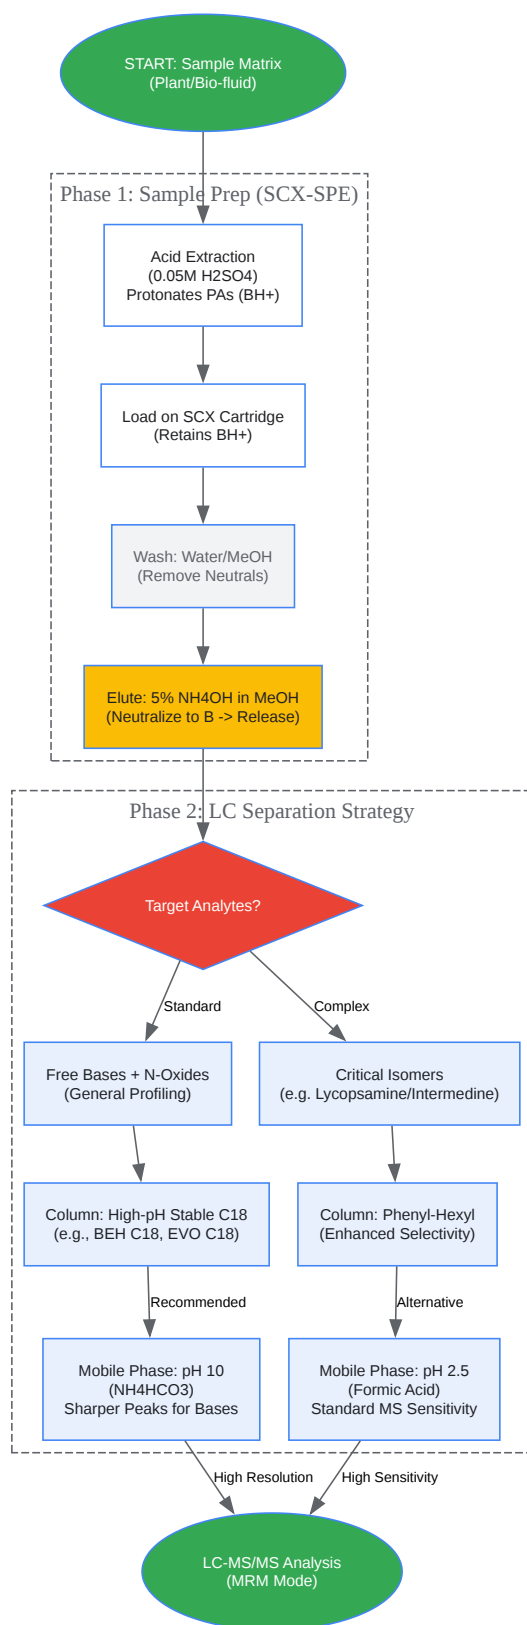 START: Sample Matrix
(Plant/Bio-fluid)
Phase 1: Sample Prep (SCX-SPE)
Acid Extraction
(0.05M H2SO4)
Protonates PAs (BH+)
Load on SCX Cartridge
(Retains BH+)
Wash: Water/MeOH
(Remove Neutrals)
Elute: 5% NH4OH in MeOH
(Neutralize to B -> Release)
Phase 2: LC Separation Strategy
Target Analytes?
Standard
Complex
Free Bases + N-Oxides
(General Profiling)
Critical Isomers
(e.g. Lycopsamine/Intermedine)
Column: High-pH Stable C18
(e.g., BEH C18, EVO C18)
Column: Phenyl-Hexyl
(Enhanced Selectivity)
Recommended
Alternative
Mobile Phase: pH 10
(NH4HCO3)
Sharper Peaks for Bases
Mobile Phase: pH 2.5
(Formic Acid)
Standard MS Sensitivity
High Resolution
High Sensitivity
LC-MS/MS Analysis
(MRM Mode)